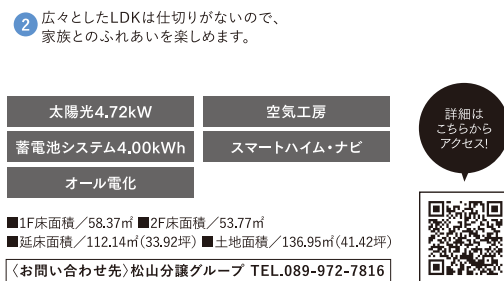 2 広々としたLDKは仕切りがないので、
家族とのふれあいを楽しめます。
太陽光4.72kW
空気工房
蓄電池システム4.00kWh
スマートハイム・ナビ
オール電化
詳細は
こちらから
アクセス!
■1F床面積／58.37㎡ ■2F床面積／53.77㎡
■延床面積／112.14㎡(33.92坪) ■土地面積／136.95㎡(41.42坪)
〈お問い合わせ先〉松山分譲グループ TEL.089-972-7816